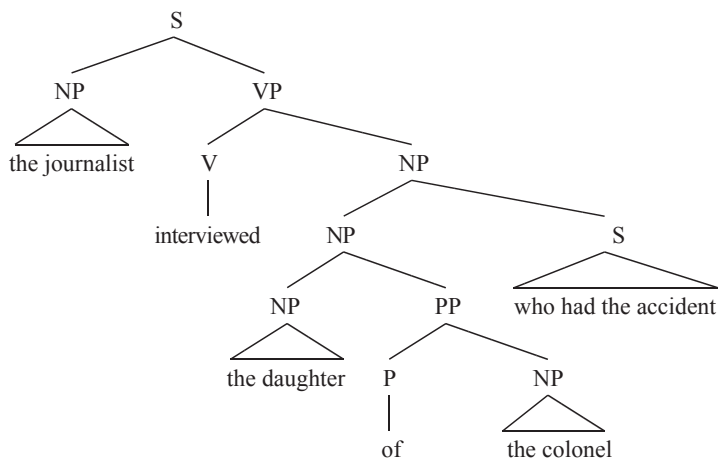 S
NP VP
the journalist V NP
interviewed NP S
NP PP who had the accident
the daughter P NP
of the colonel